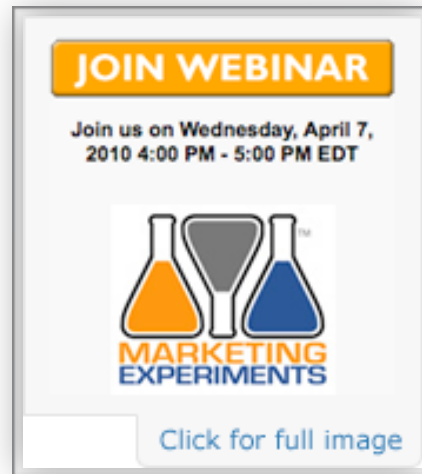 JOIN WEBINAR
Join us on Wednesday, April 7,
2010 4:00 PM - 5:00 PM EDT
TM
MARKETING
EXPERIMENTS
Click for full image